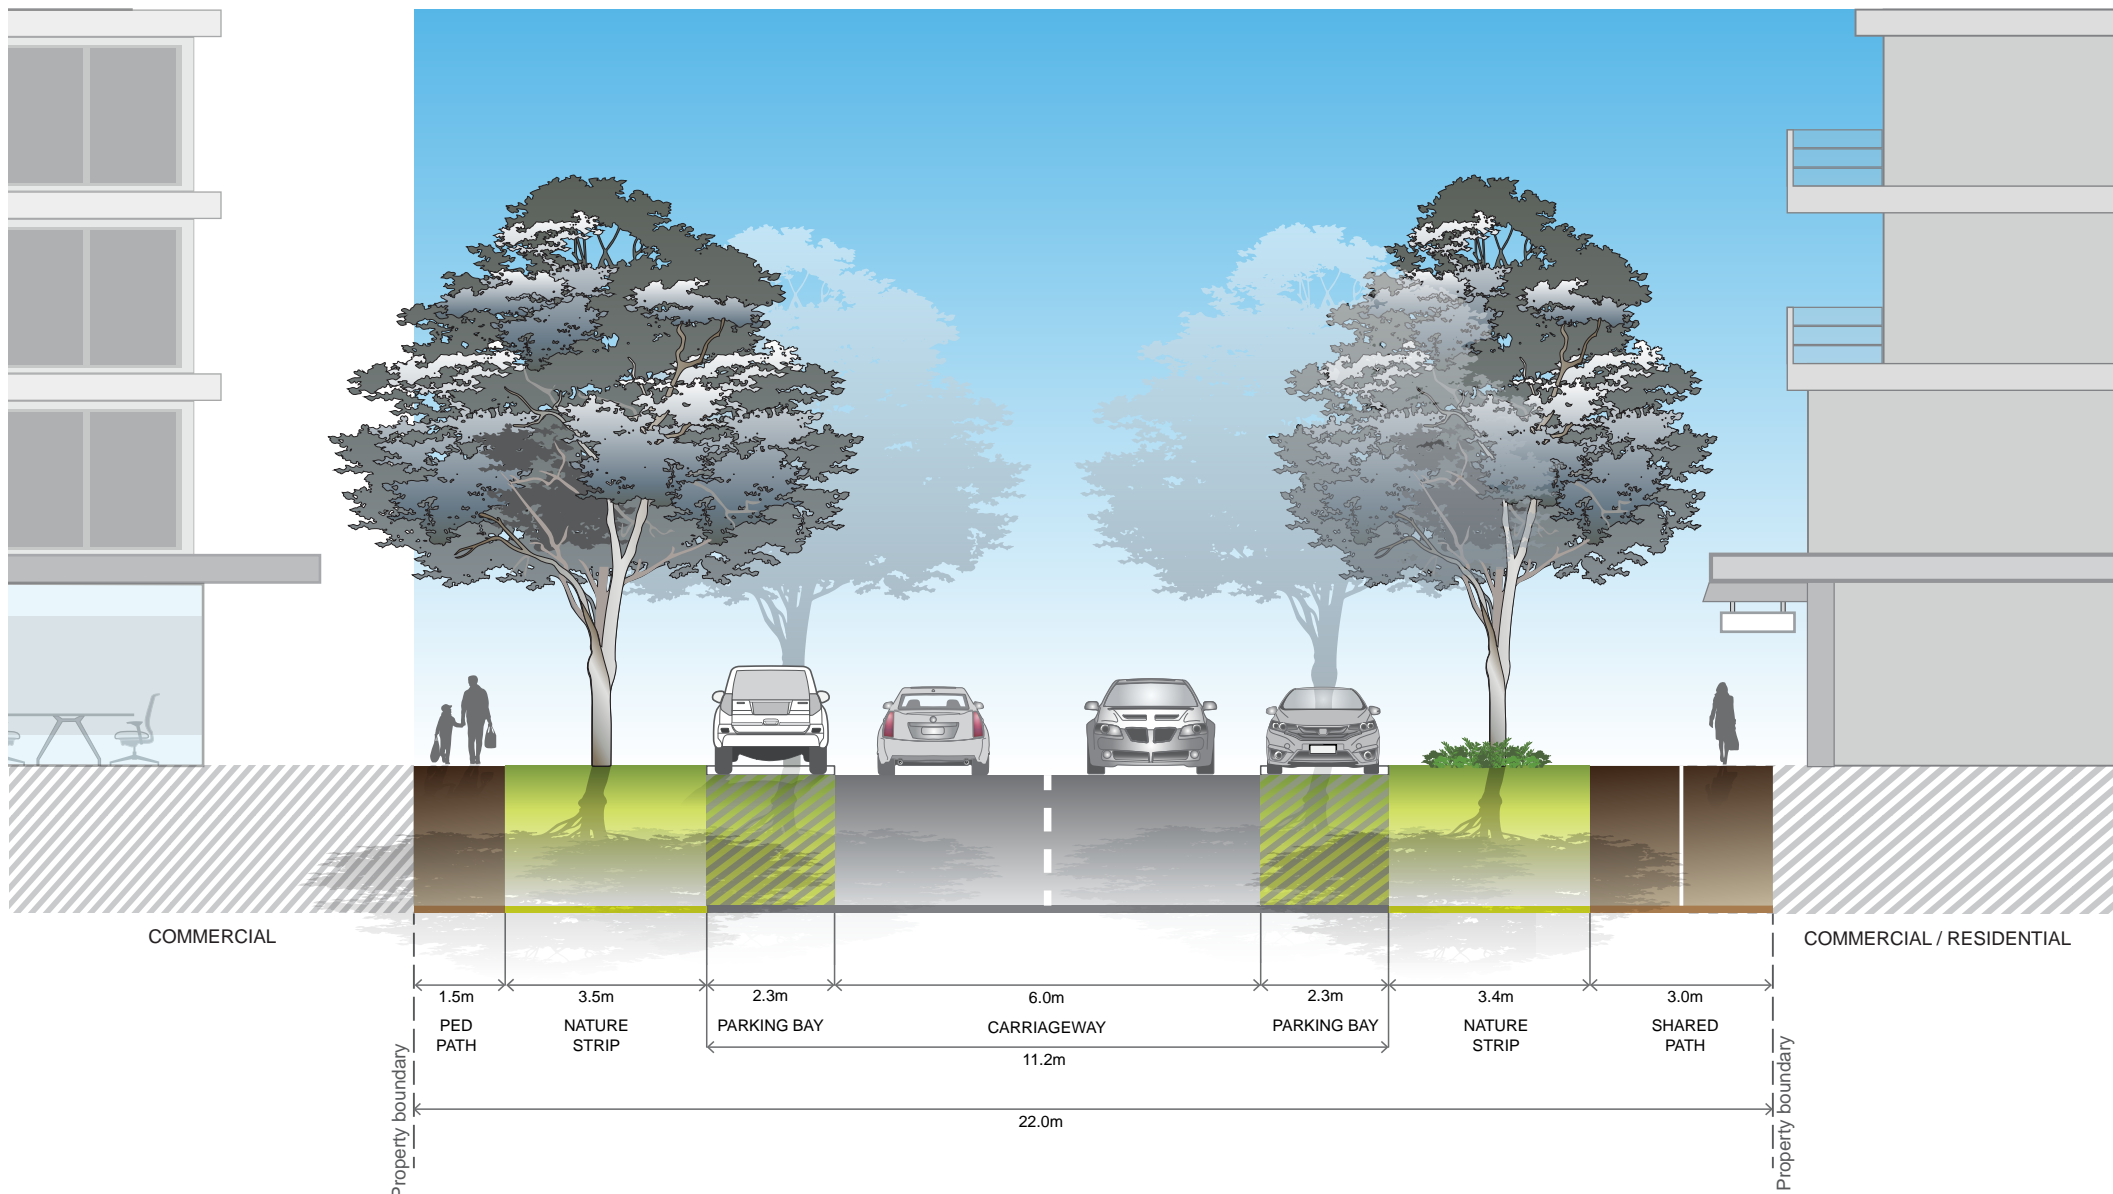 COMMERCIAL
COMMERCIAL / RESIDENTIAL
1.5m
3.5m
2.3m
6.0m
2.3m
3.4m
3.0m
PED
PATH
NATURE
STRIP
PARKING BAY
CARRIAGEWAY
PARKING BAY
NATURE
STRIP
SHARED
PATH
11.2m
22.0m
Property boundary
Property boundary